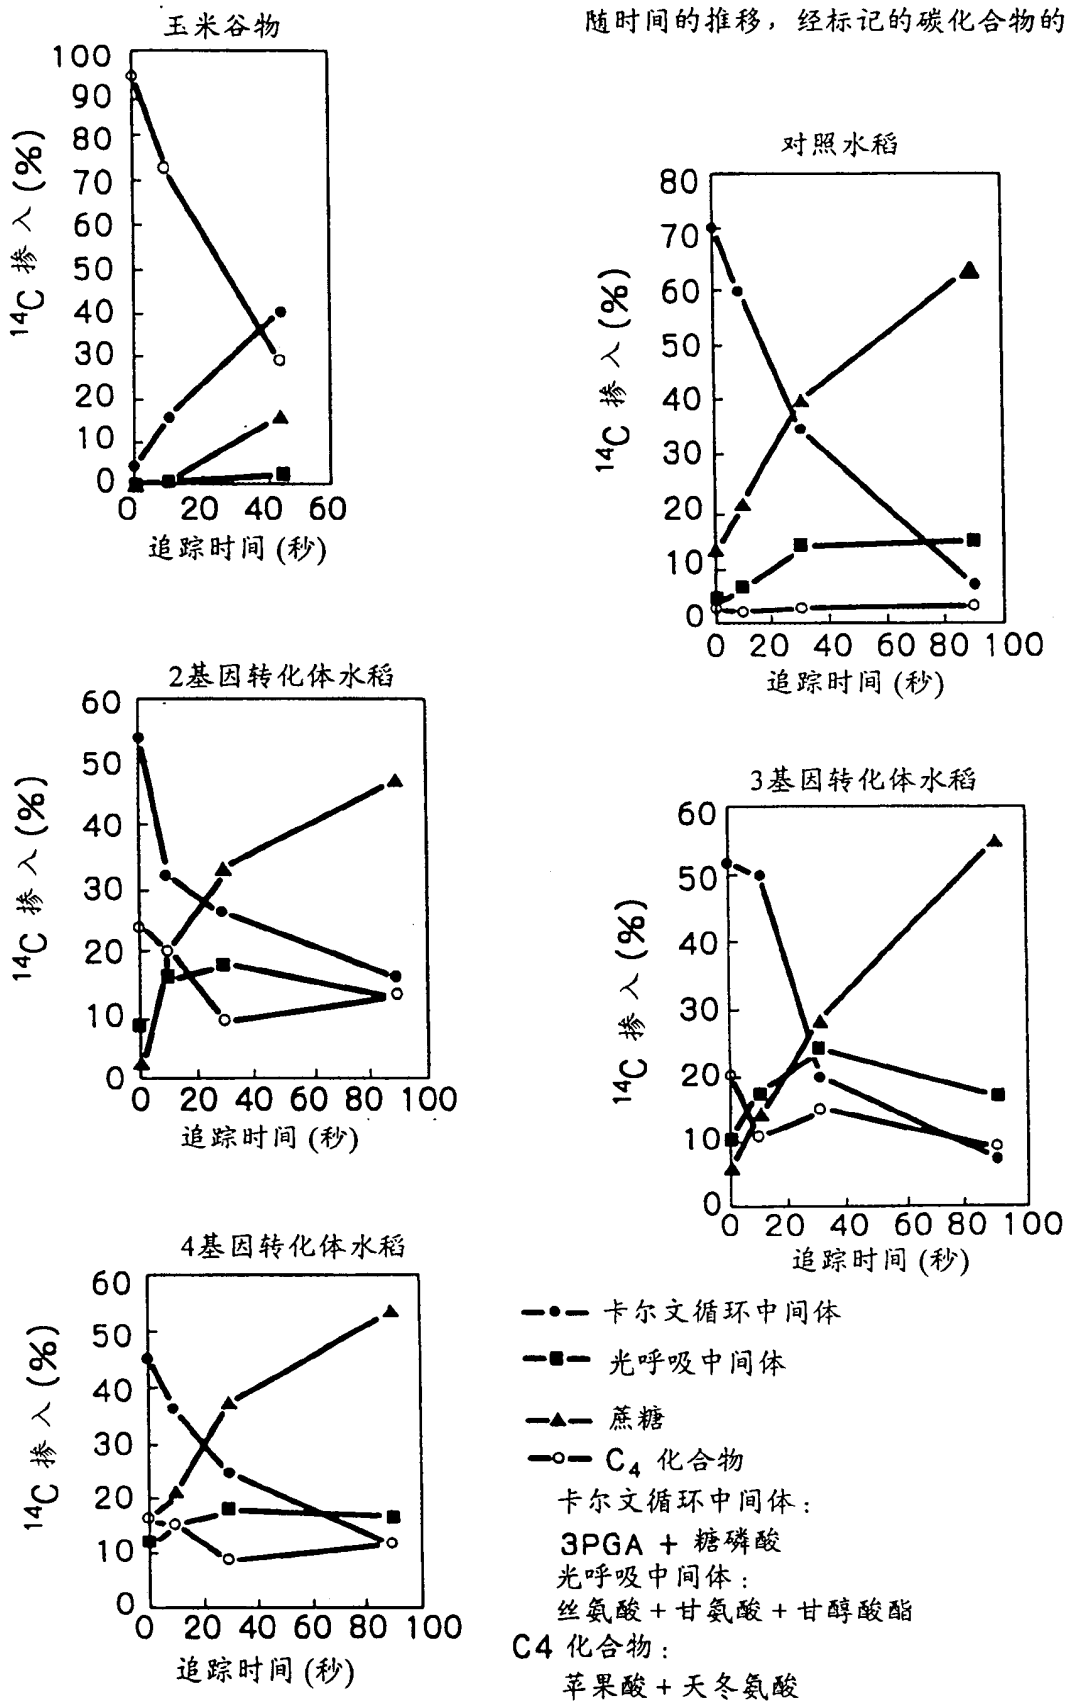 随时间的推移，经标记的碳化合物的
玉米谷物
100
90
80
70
60
50
40
30
20
10
0
¹⁴C 掺入 (%)
0 20 40 60
追踪时间 (秒)
对照水稻
80
70
60
50
40
30
20
10
0
¹⁴C 掺入 (%)
0 20 40 60 80 100
追踪时间 (秒)
2基因转化体水稻
60
50
40
30
20
10
0
¹⁴C 掺入 (%)
0 20 40 60 80 100
追踪时间 (秒)
3基因转化体水稻
60
50
40
30
20
10
0
¹⁴C 掺入 (%)
0 20 40 60 80 100
追踪时间 (秒)
4基因转化体水稻
60
50
40
30
20
10
0
¹⁴C 掺入 (%)
0 20 40 60 80 100
追踪时间 (秒)
卡尔文循环中间体
光呼吸中间体
蔗糖
C₄ 化合物
卡尔文循环中间体：
3PGA + 糖磷酸
光呼吸中间体：
丝氨酸 + 甘氨酸 + 甘醇酸酯
C4 化合物：
苹果酸 + 天冬氨酸